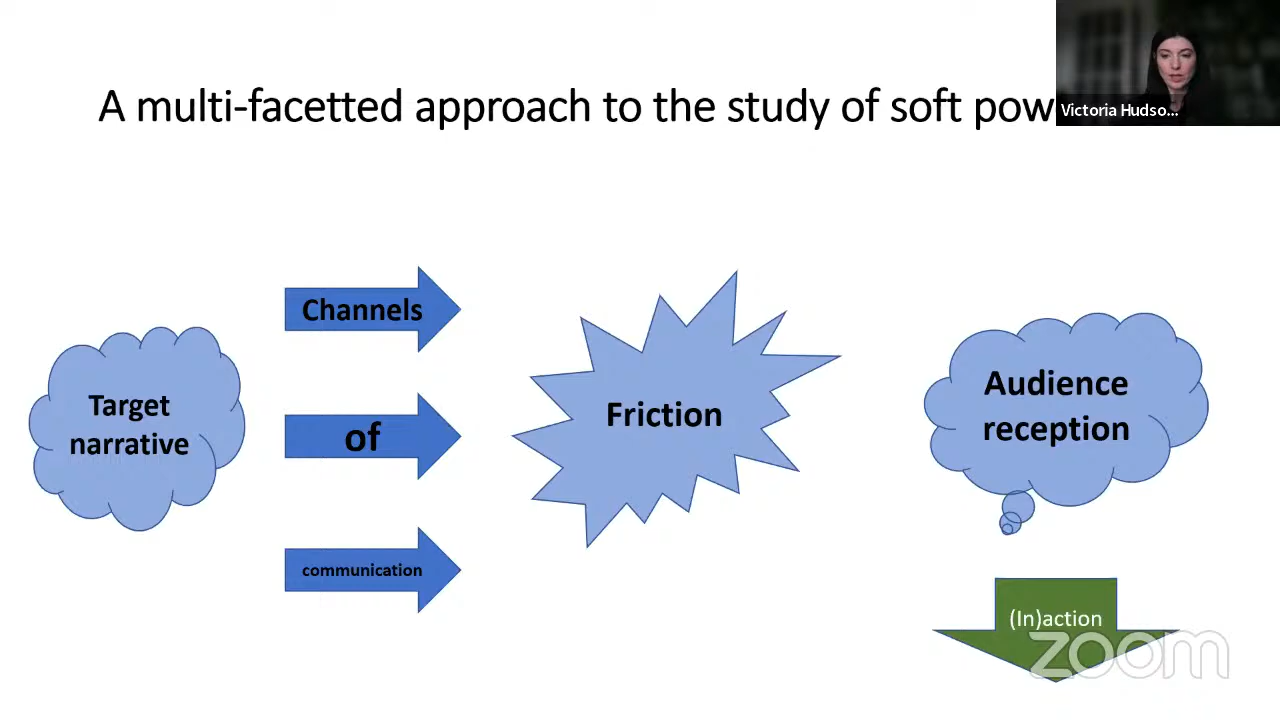 A multi-facetted approach to the study of soft pow
Victoria Hudso...
Channels
Target
narrative
of
communication
Friction
Audience
reception
(In)action
zoom